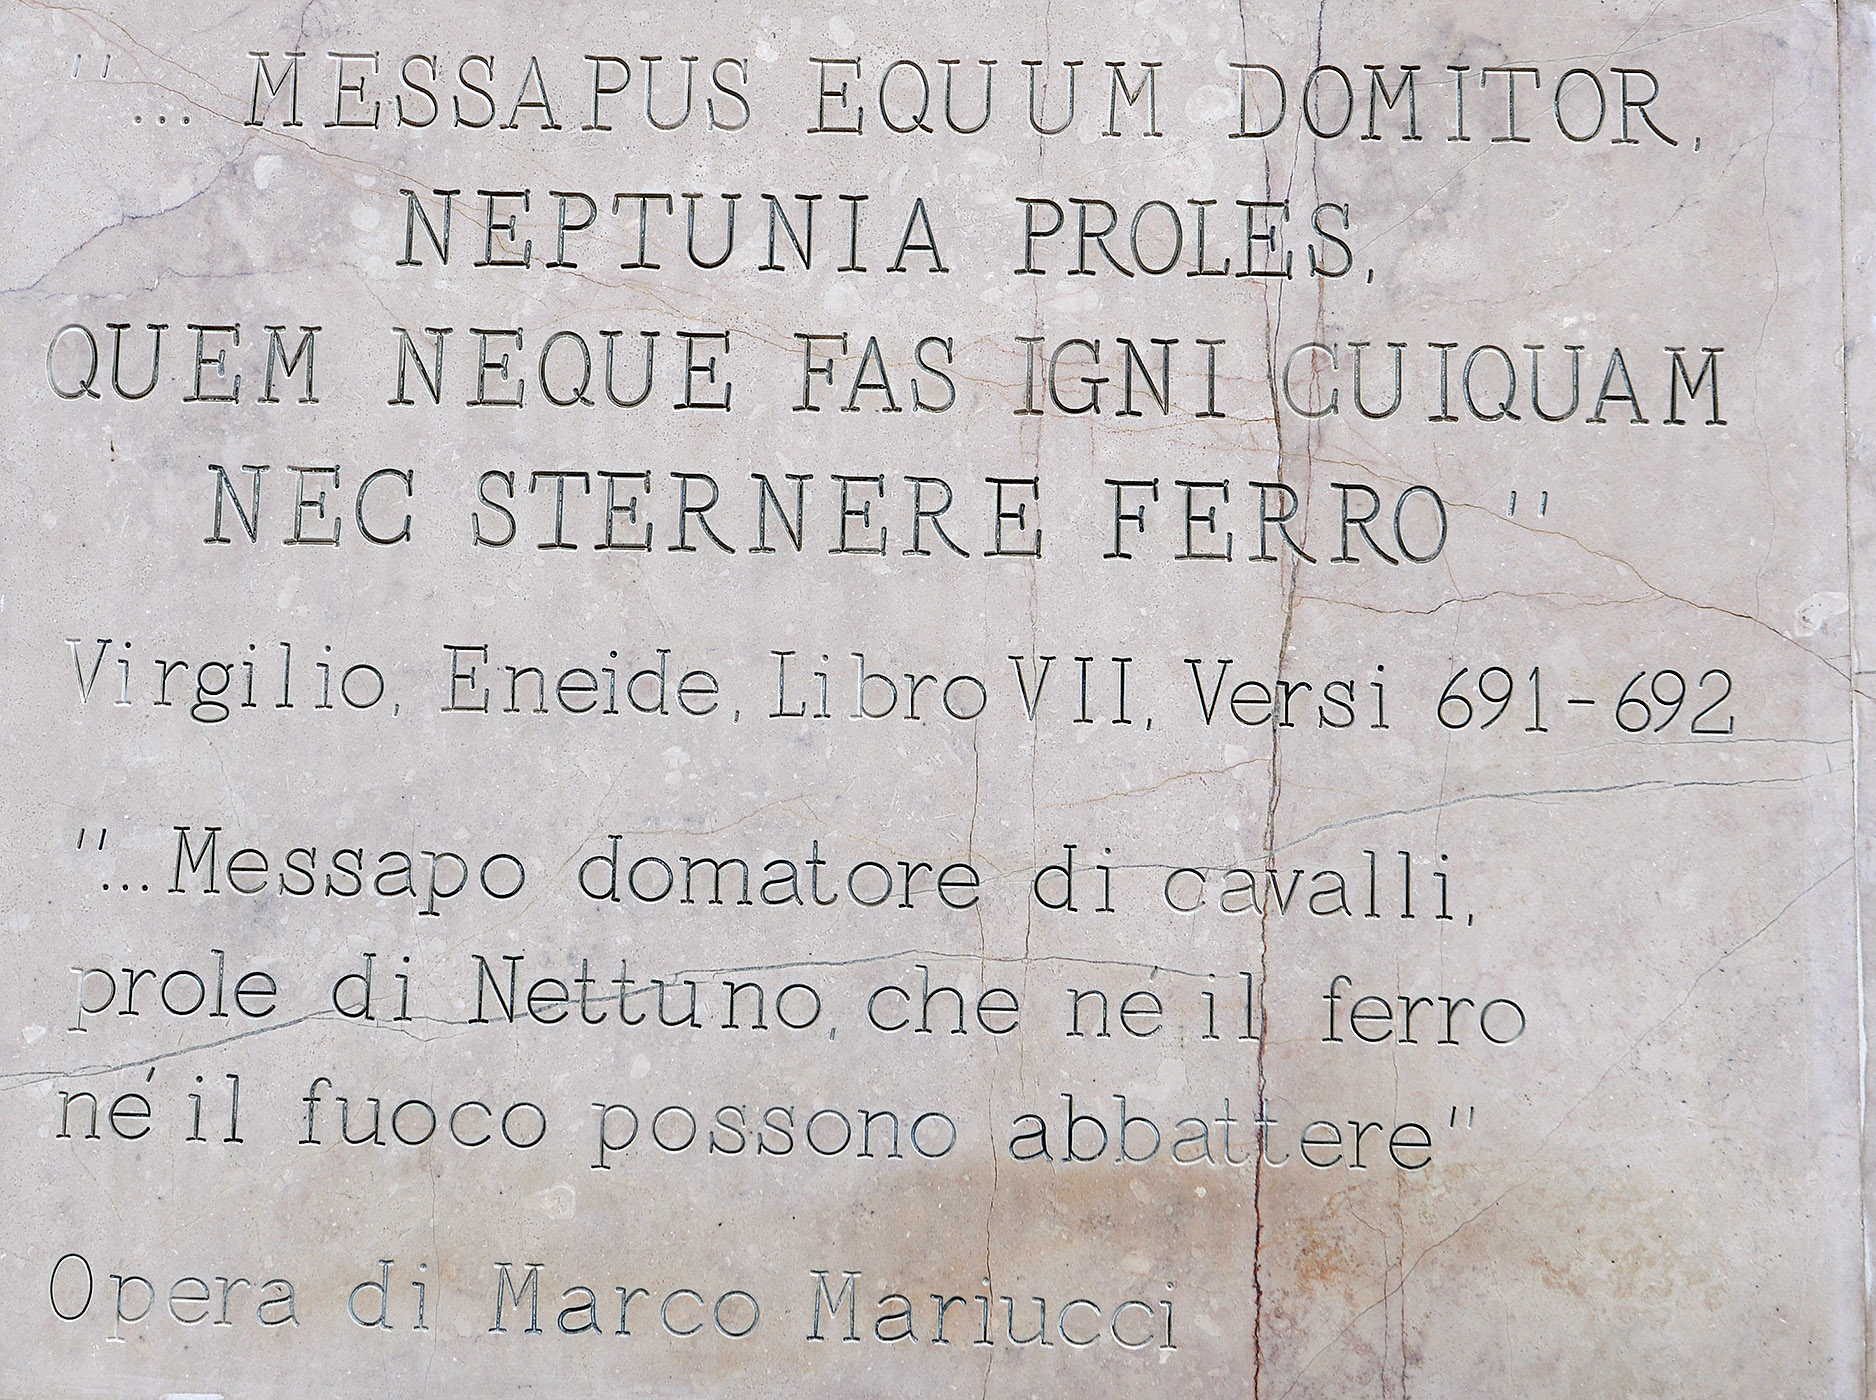 "... MESSAPUS EQUUM DOMITOR,
NEPTUNIA PROLES,
QUEM NEQUE FAS IGNI CUIQUAM
NEC STERNERE FERRO"
Virgilio, Eneide, Libro VII, Versi 691-692
"...Messapo domatore di cavalli,
prole di Nettuno, che né il ferro
né il fuoco possono abbattere"
Opera di Marco Mariucci